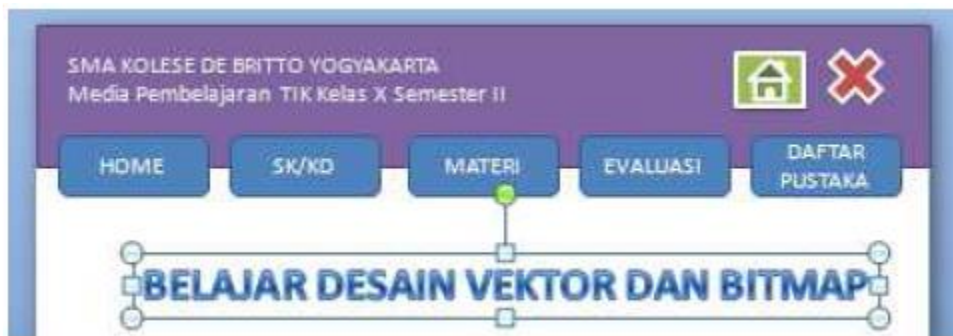 SMA KOLESE DE BRITTO YOGYAKARTA
Media Pembelajaran TIK Kelas X Semester II
HOME
SK/KD
MATERI
EVALUASI
DAFTAR
PUSTAKA
BELAJAR DESAIN VEKTOR DAN BITMAP